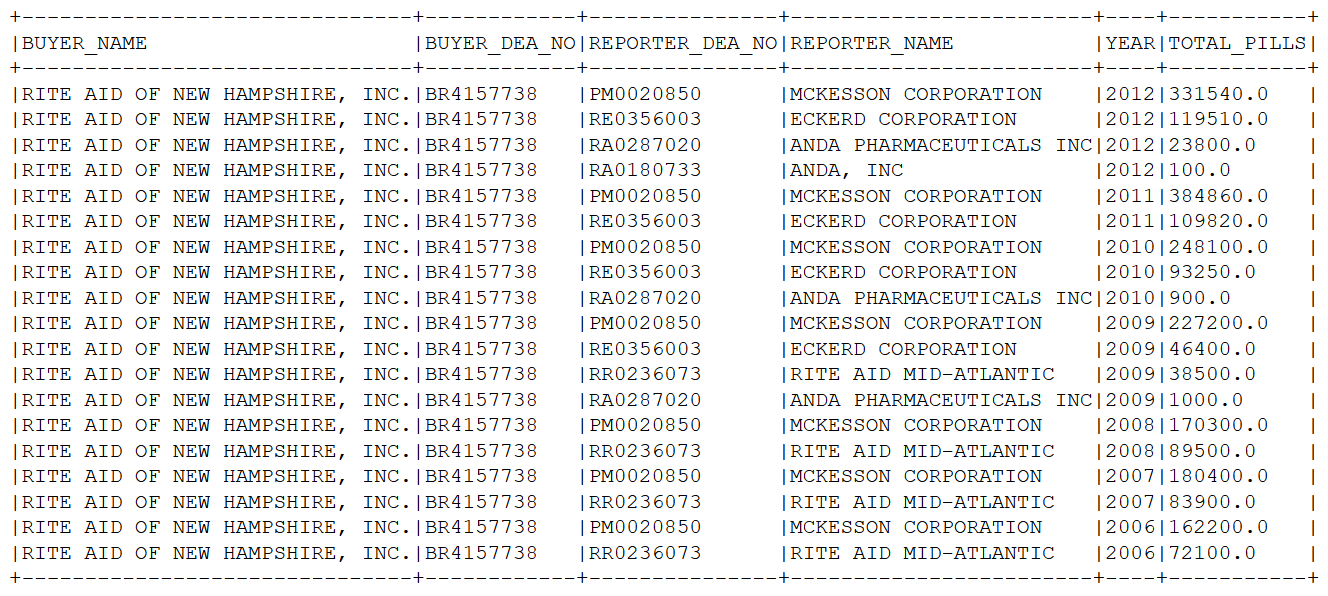 +-------------------------------+------------+---------------+------------------------+----+-----------+
|BUYER_NAME                     |BUYER_DEA_NO|REPORTER_DEA_NO|REPORTER_NAME           |YEAR|TOTAL_PILLS|
+-------------------------------+------------+---------------+------------------------+----+-----------+
|RITE AID OF NEW HAMPSHIRE, INC.|BR4157738   |PM0020850      |MCKESSON CORPORATION    |2012|331540.0   |
|RITE AID OF NEW HAMPSHIRE, INC.|BR4157738   |RE0356003      |ECKERD CORPORATION      |2012|119510.0   |
|RITE AID OF NEW HAMPSHIRE, INC.|BR4157738   |RA0287020      |ANDA PHARMACEUTICALS INC|2012|23800.0    |
|RITE AID OF NEW HAMPSHIRE, INC.|BR4157738   |RA0180733      |ANDA, INC               |2012|100.0      |
|RITE AID OF NEW HAMPSHIRE, INC.|BR4157738   |PM0020850      |MCKESSON CORPORATION    |2011|384860.0   |
|RITE AID OF NEW HAMPSHIRE, INC.|BR4157738   |RE0356003      |ECKERD CORPORATION      |2011|109820.0   |
|RITE AID OF NEW HAMPSHIRE, INC.|BR4157738   |PM0020850      |MCKESSON CORPORATION    |2010|248100.0   |
|RITE AID OF NEW HAMPSHIRE, INC.|BR4157738   |RE0356003      |ECKERD CORPORATION      |2010|93250.0    |
|RITE AID OF NEW HAMPSHIRE, INC.|BR4157738   |RA0287020      |ANDA PHARMACEUTICALS INC|2010|900.0      |
|RITE AID OF NEW HAMPSHIRE, INC.|BR4157738   |PM0020850      |MCKESSON CORPORATION    |2009|227200.0   |
|RITE AID OF NEW HAMPSHIRE, INC.|BR4157738   |RE0356003      |ECKERD CORPORATION      |2009|46400.0    |
|RITE AID OF NEW HAMPSHIRE, INC.|BR4157738   |RR0236073      |RITE AID MID-ATLANTIC   |2009|38500.0    |
|RITE AID OF NEW HAMPSHIRE, INC.|BR4157738   |RA0287020      |ANDA PHARMACEUTICALS INC|2009|1000.0     |
|RITE AID OF NEW HAMPSHIRE, INC.|BR4157738   |PM0020850      |MCKESSON CORPORATION    |2008|170300.0   |
|RITE AID OF NEW HAMPSHIRE, INC.|BR4157738   |RR0236073      |RITE AID MID-ATLANTIC   |2008|89500.0    |
|RITE AID OF NEW HAMPSHIRE, INC.|BR4157738   |PM0020850      |MCKESSON CORPORATION    |2007|180400.0   |
|RITE AID OF NEW HAMPSHIRE, INC.|BR4157738   |RR0236073      |RITE AID MID-ATLANTIC   |2007|83900.0    |
|RITE AID OF NEW HAMPSHIRE, INC.|BR4157738   |PM0020850      |MCKESSON CORPORATION    |2006|162200.0   |
|RITE AID OF NEW HAMPSHIRE, INC.|BR4157738   |RR0236073      |RITE AID MID-ATLANTIC   |2006|72100.0    |
+-------------------------------+------------+---------------+------------------------+----+-----------+